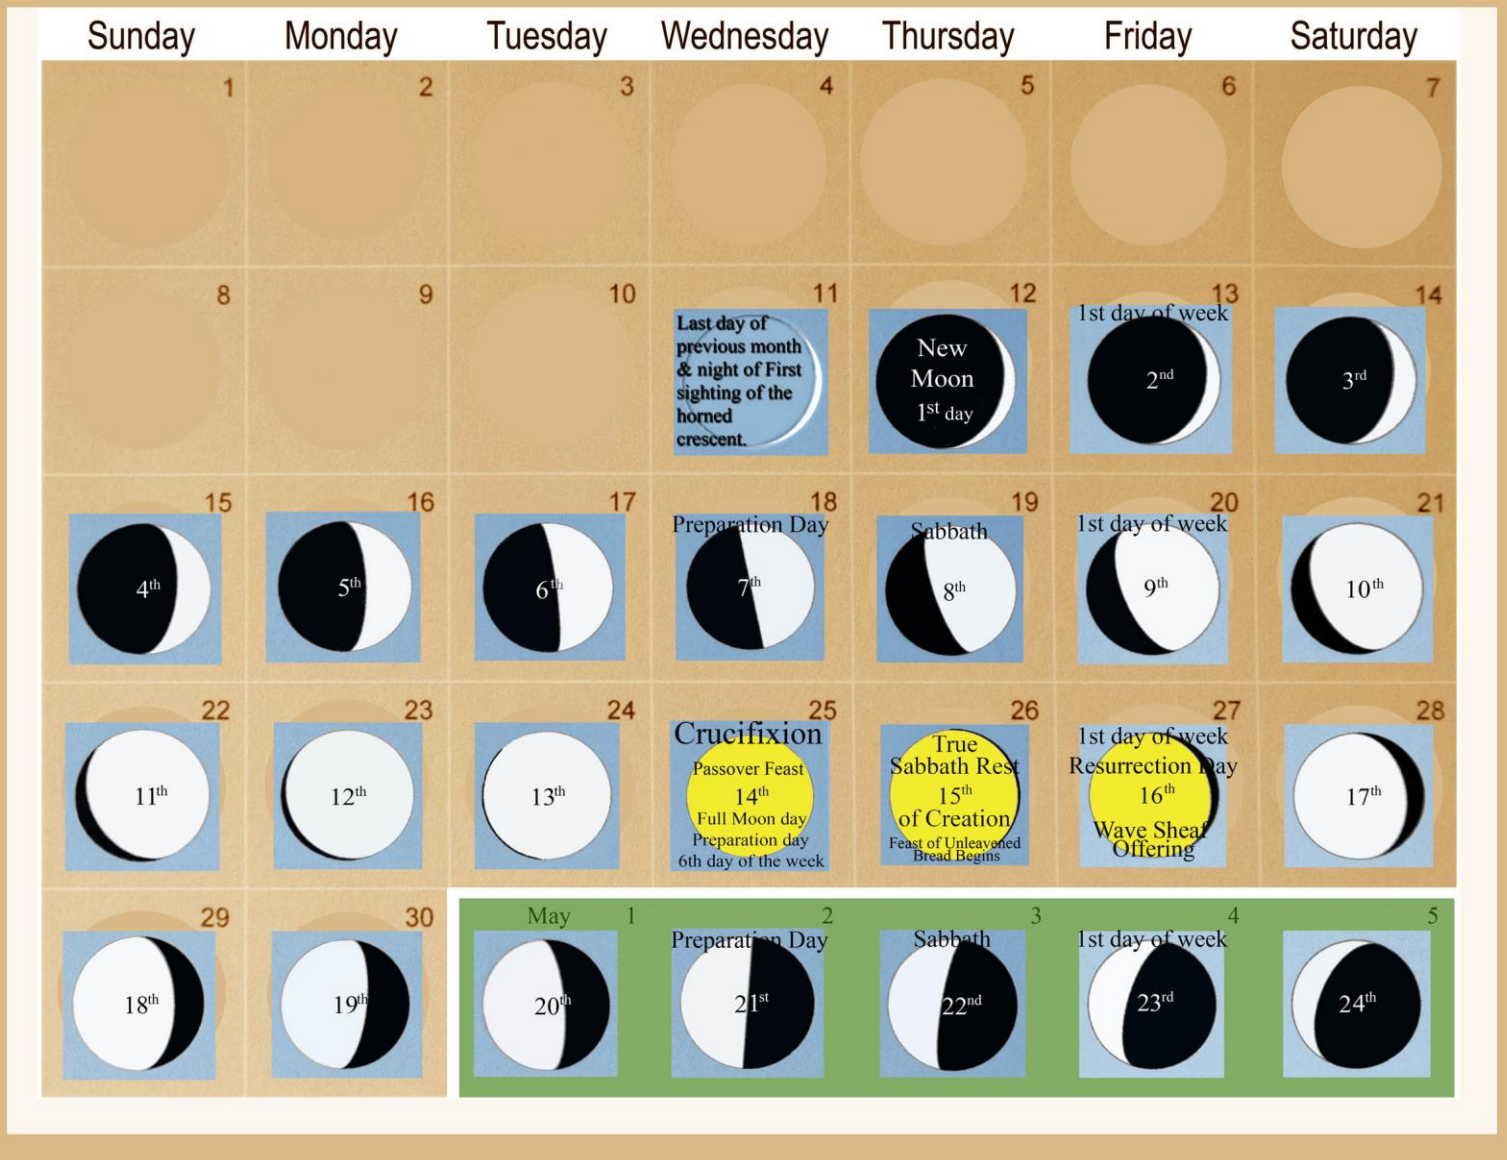 Sunday Monday Tuesday Wednesday Thursday Friday Saturday
1 2 3 4 5 6 7
8 9 10 11 12 13 14
Last day of
previous month
& night of First
sighting of the
horned
crescent.
New
Moon
1st day
1st day of week
2nd
3rd
15 16 17 18 19 20 21
4th
5th
6th
Preparation Day
7th
Sabbath
8th
1st day of week
9th
10th
22 23 24 25 26 27 28
11th
12th
13th
Crucifixion
Passover Feast
14th
Full Moon day
Preparation day
6th day of the week
True
Sabbath Rest
15th
of Creation
Feast of Unleavened
Bread Begins
1st day of week
Resurrection Day
16th
Wave Sheaf
Offering
17th
29 30 May 1 2 3 4 5
18th
19th
20th
Preparation Day
21st
Sabbath
22nd
1st day of week
23rd
24th